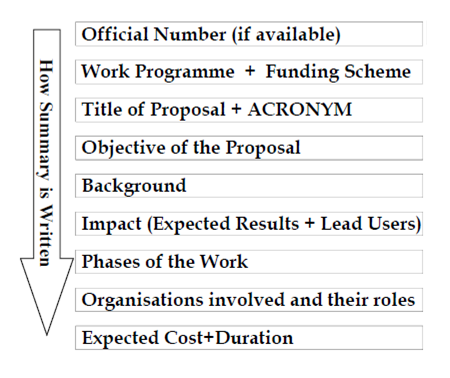 How Summary is Written
Official Number (if available)
Work Programme + Funding Scheme
Title of Proposal + ACRONYM
Objective of the Proposal
Background
Impact (Expected Results + Lead Users)
Phases of the Work
Organisations involved and their roles
Expected Cost+Duration